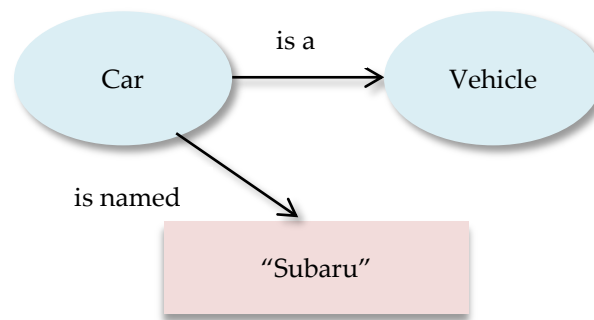 is a
Car
Vehicle
is named
“Subaru”